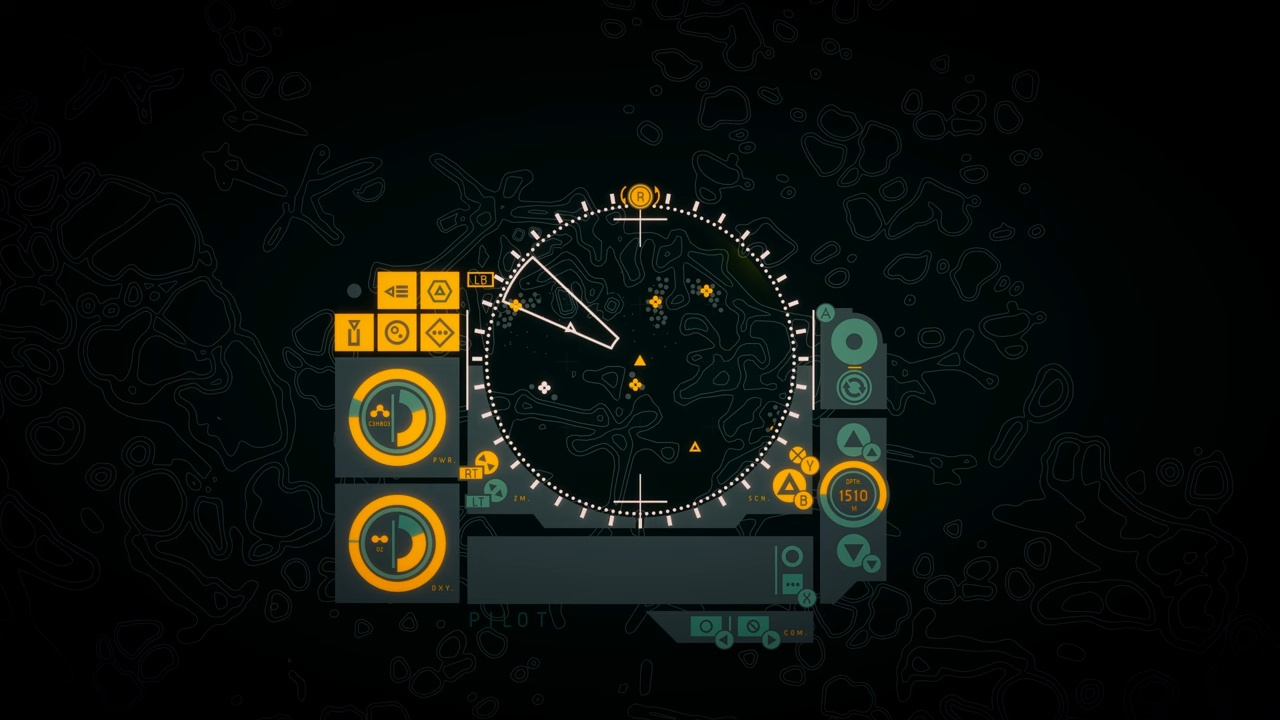 R
LB
A
C3H8O3
PWR.
RT
LT
ZM.
SCN.
Y
B
DPTH.
1510
M
O2
OXY.
X
PILOT
COM.